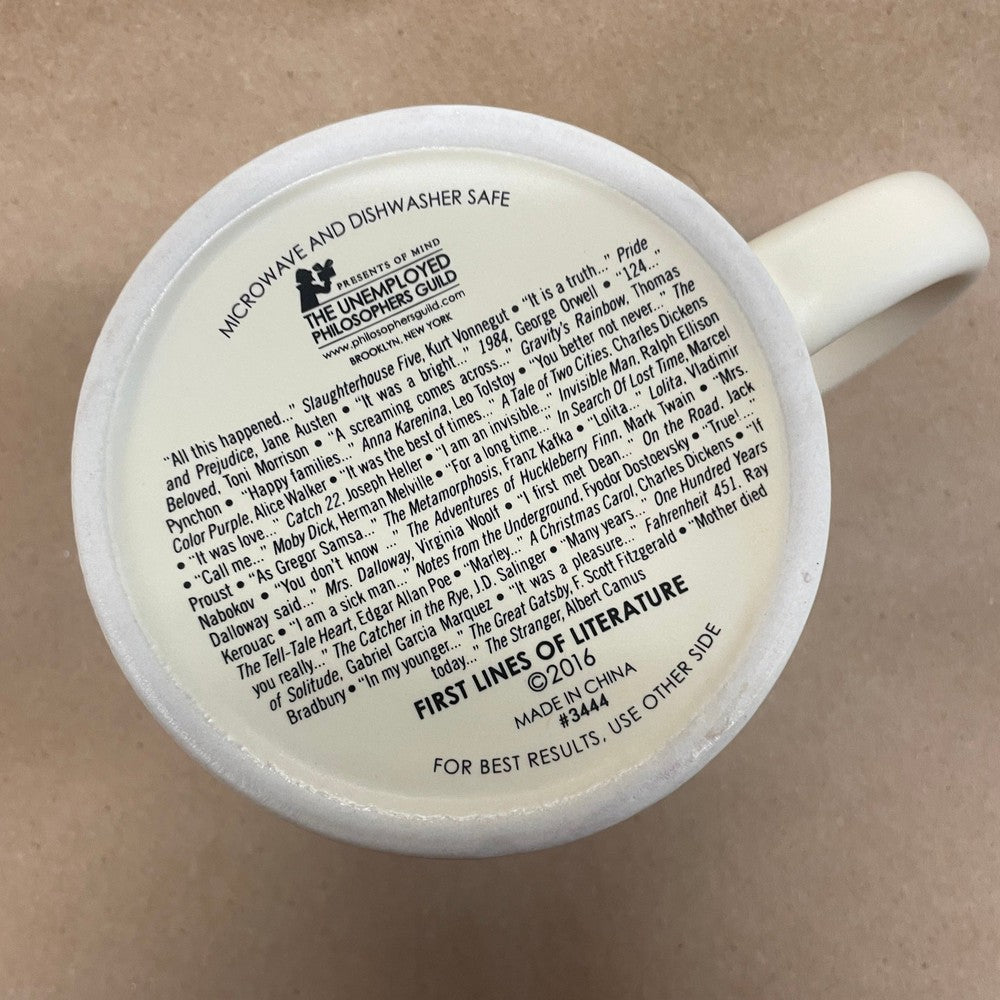 MICROWAVE AND DISHWASHER SAFE
PRESENTS OF MIND
THE UNEMPLOYED
PHILOSOPHERS GUILD
www.philosophersguild.com
BROOKLYN, NEW YORK
"All this happened..." Slaughterhouse Five, Kurt Vonnegut • "It is a truth..." Pride
and Prejudice, Jane Austen • "It was a bright..." 1984, George Orwell • "124..."
Beloved, Toni Morrison • "A screaming comes across..." Gravity's Rainbow, Thomas
Pynchon • "Happy families..." Anna Karenina, Leo Tolstoy • "You better not never..." The
Color Purple, Alice Walker • "It was the best of times... A Tale of Two Cities, Charles Dickens
• "It was love..." Catch 22, Joseph Heller • "I am an invisible..." Invisible Man, Ralph Ellison
• "Call me..." Moby Dick, Herman Melville • "For a long time..." In Search Of Lost Time, Marcel
Proust • "As Gregor Samsa..." The Metamorphosis, Franz Kafka • "Lolita..." Lolita, Vladimir
Nabokov • "You don't know ..." The Adventures of Huckleberry Finn, Mark Twain • "Mrs.
Dalloway said..." Mrs. Dalloway, Virginia Woolf • "I first met Dean..." On the Road, Jack
Kerouac • "I am a sick man..." Notes from the Underground, Fyodor Dostoevsky • "True!..."
The Tell-Tale Heart, Edgar Allan Poe • "Marley... A Christmas Carol, Charles Dickens • "If
you really..." The Catcher in the Rye, J.D. Salinger • "Many years..." One Hundred Years
of Solitude, Gabriel Garcia Marquez • "It was a pleasure..." Fahrenheit 451, Ray
Bradbury • "In my younger..." The Great Gatsby, F. Scott Fitzgerald • "Mother died
today..." The Stranger, Albert Camus
FIRST LINES OF LITERATURE
©2016
MADE IN CHINA
#3444
FOR BEST RESULTS, USE OTHER SIDE